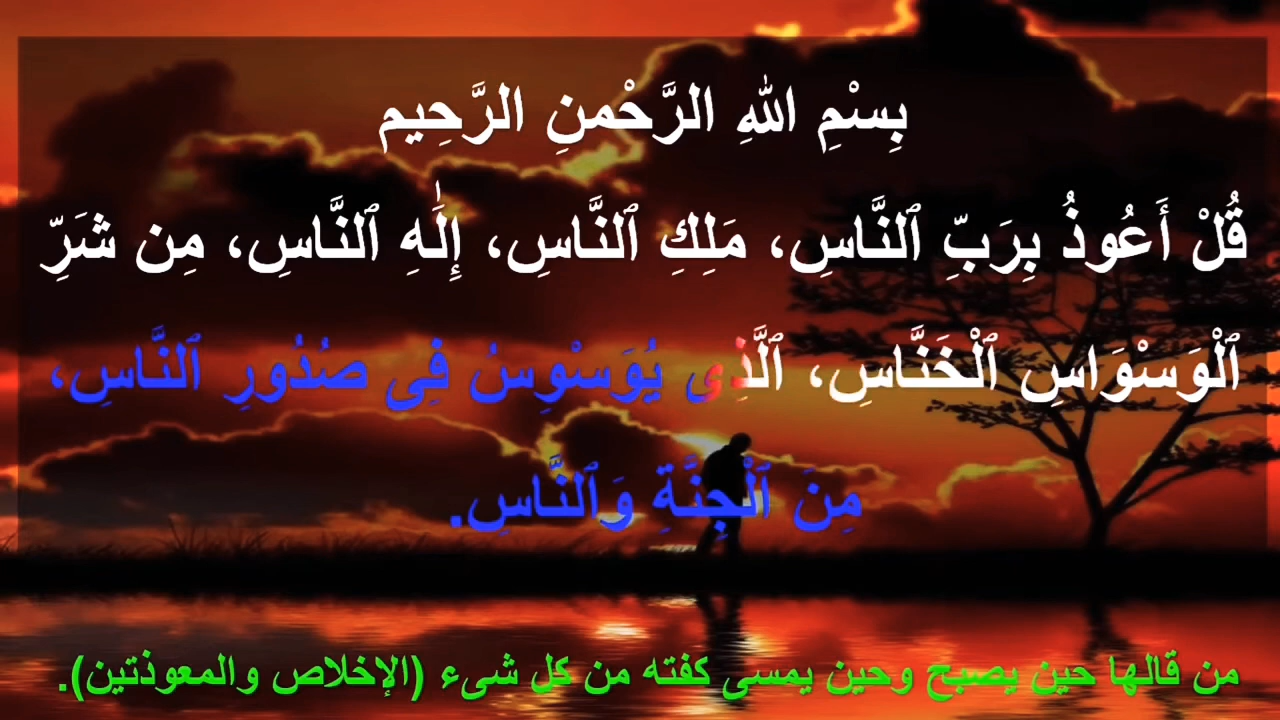 بِسْمِ اللهِ الرَّحْمنِ الرَّحِيم
قُلْ أَعُوذُ بِرَبِّ ٱلنَّاسِ، مَلِكِ ٱلنَّاسِ، إِلَٰهِ ٱلنَّاسِ، مِن شَرِّ
ٱلْوَسْوَاسِ ٱلْخَنَّاسِ، ٱلَّذِى يُوَسْوِسُ فِى صُدُورِ ٱلنَّاسِ،
مِنَ ٱلْجِنَّةِ وَٱلنَّاسِ.
من قالها حين يصبح وحين يمسى كفته من كل شىء (الإخلاص والمعوذتين).